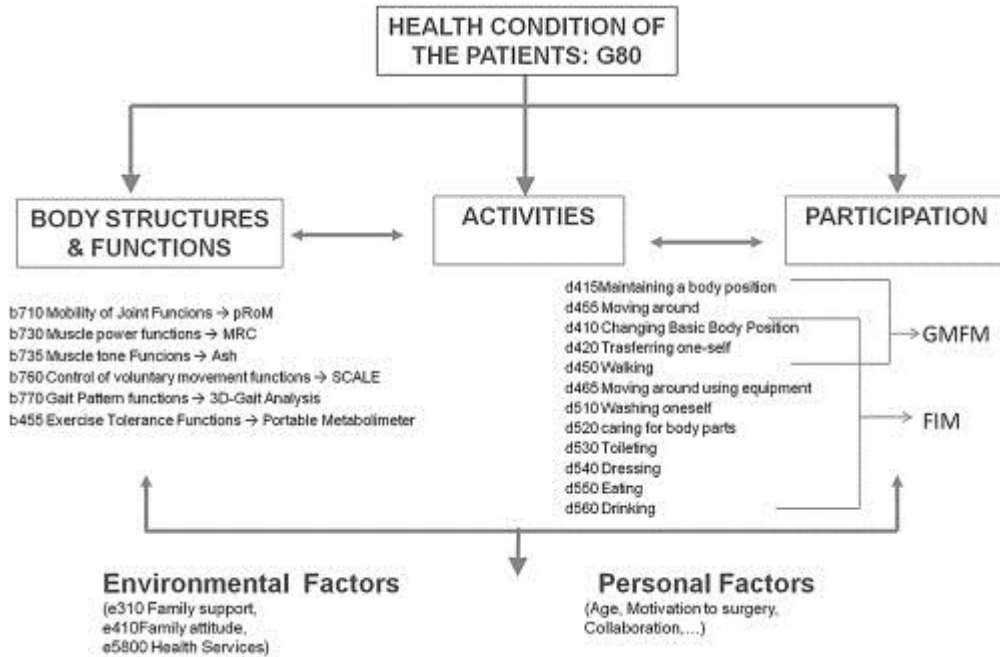 HEALTH CONDITION OF
THE PATIENTS: G80
BODY STRUCTURES
& FUNCTIONS
ACTIVITIES
PARTICIPATION
b710 Mobility of Joint Funcions → pRoM
b730 Muscle power functions → MRC
b735 Muscle tone Funcions → Ash
b760 Control of voluntary movement functions → SCALE
b770 Gait Pattern functions → 3D-Gait Analysis
b455 Exercise Tolerance Functions → Portable Metabolimeter
d415Maintaining a body position
d455 Moving around
d410 Changing Basic Body Position
d420 Trasferring one-self
d450 Walking
d465 Moving around using equipment
d510 Washing oneself
d520 caring for body parts
d530 Toileting
d540 Dressing
d550 Eating
d560 Drinking
GMFM
FIM
Environmental Factors
(e310 Family support,
e410Family attitude,
e5800 Health Services)
Personal Factors
(Age, Motivation to surgery,
Collaboration,...)